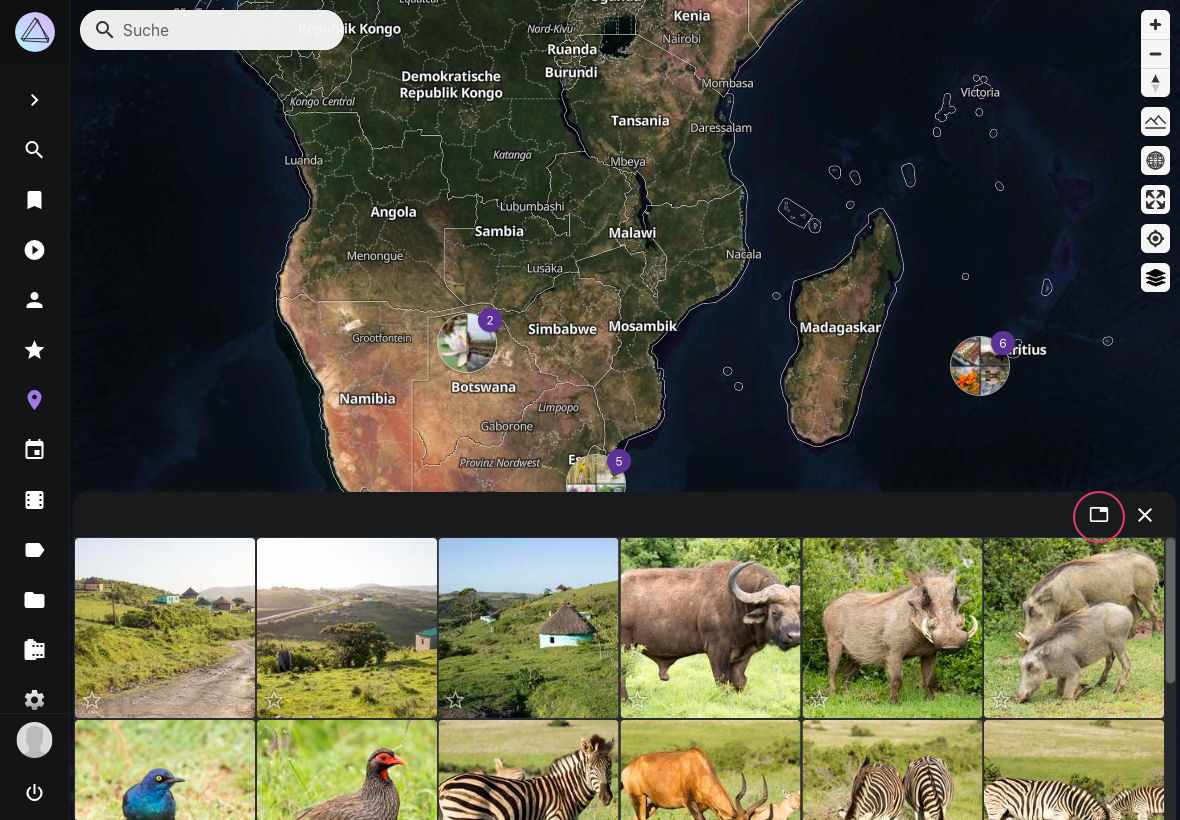 Suche
Republik Kongo
Kenia
Nord-Kivu
Nairobi
Ruanda
Burundi
Demokratische
Republik Kongo
Mombasa
Victoria
Kongo Central
Tansania
Daressalam
Luanda
Katanga
Mbeya
Lubumbashi
Angola
Sambia
Malawi
Menongue
Lusaka
Nacala
2
Simbabwe
Mosambik
Madagaskar
Grootfontein
6
ritius
Botswana
Namibia
Limpopo
Gaborone
Provinz Nordwest
Es
5